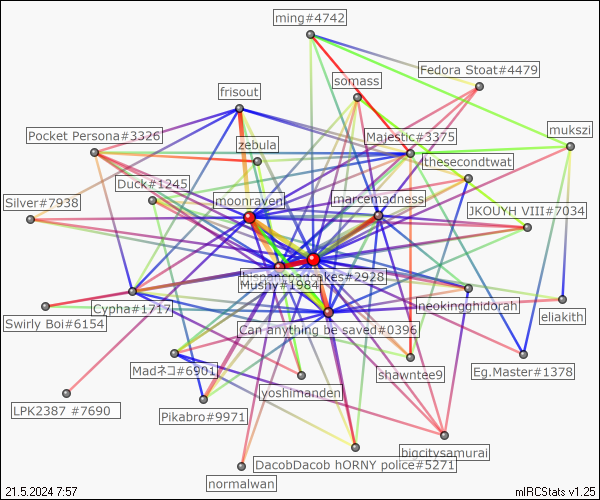 ming#4742
Fedora Stoat#4479
somass
frisout
Pocket Persona#3326
Majestic#3375
mukszi
zebula
thesecondtwat
Duck#1245
Silver#7938
moonraven
marcemadness
JKOUYH VIII#7034
cakes#2928
Mushy#1984
Cypha#1717
neokingghidorah
eliakith
Swirly Boi#6154
Can anything be saved#0396
Madネコ#6901
shawntee9
Eg.Master#1378
yoshimanden
LPK2387 #7690
Pikabro#9971
bigcitysamurai
DacobDacob hORNY police#5271
normalwan
21.5.2024 7:57
mIRCStats v1.25